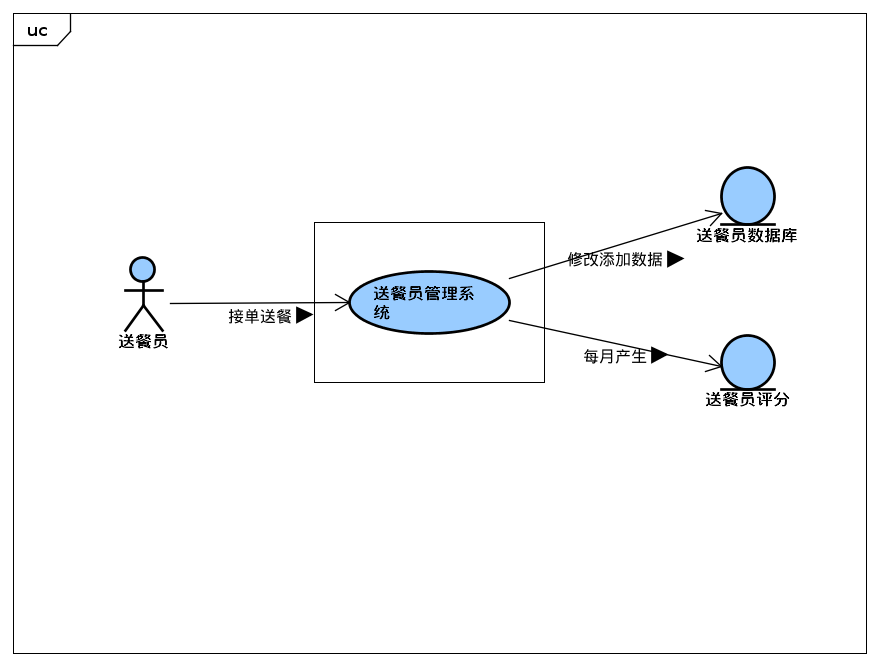 uc
送餐员数据库
修改添加数据
送餐员管理系
统
接单送餐
送餐员
每月产生
送餐员评分